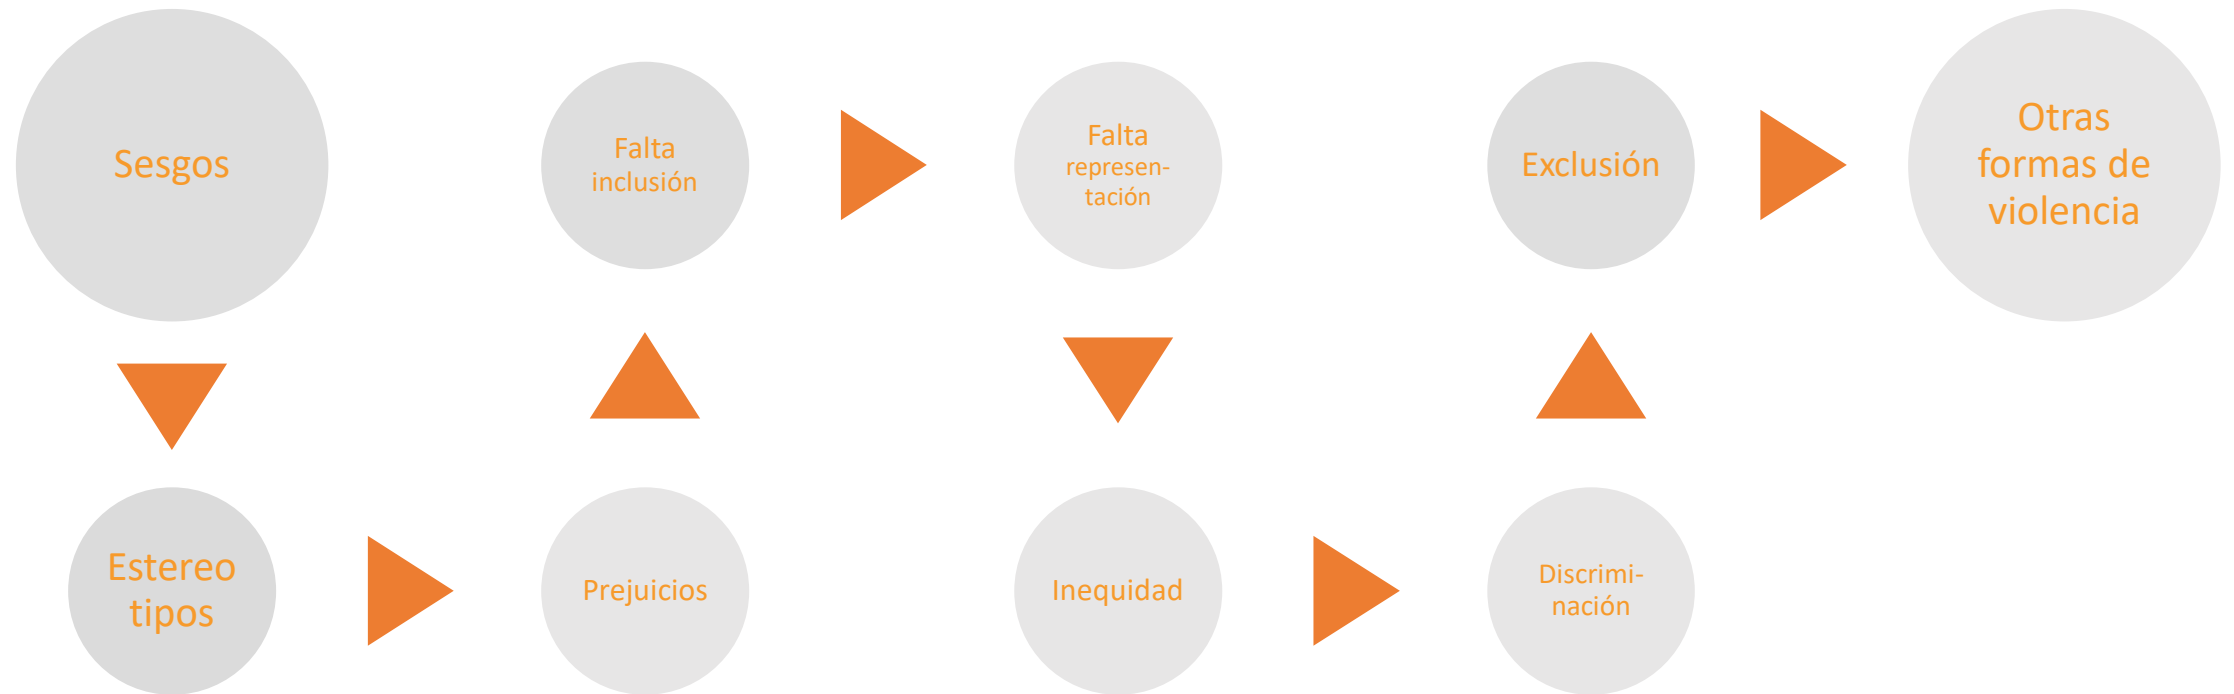 Sesgos
Estereo
tipos
Prejuicios
Falta
inclusión
Falta
represen-
tación
Inequidad
Discrimi-
nación
Exclusión
Otras
formas de
violencia